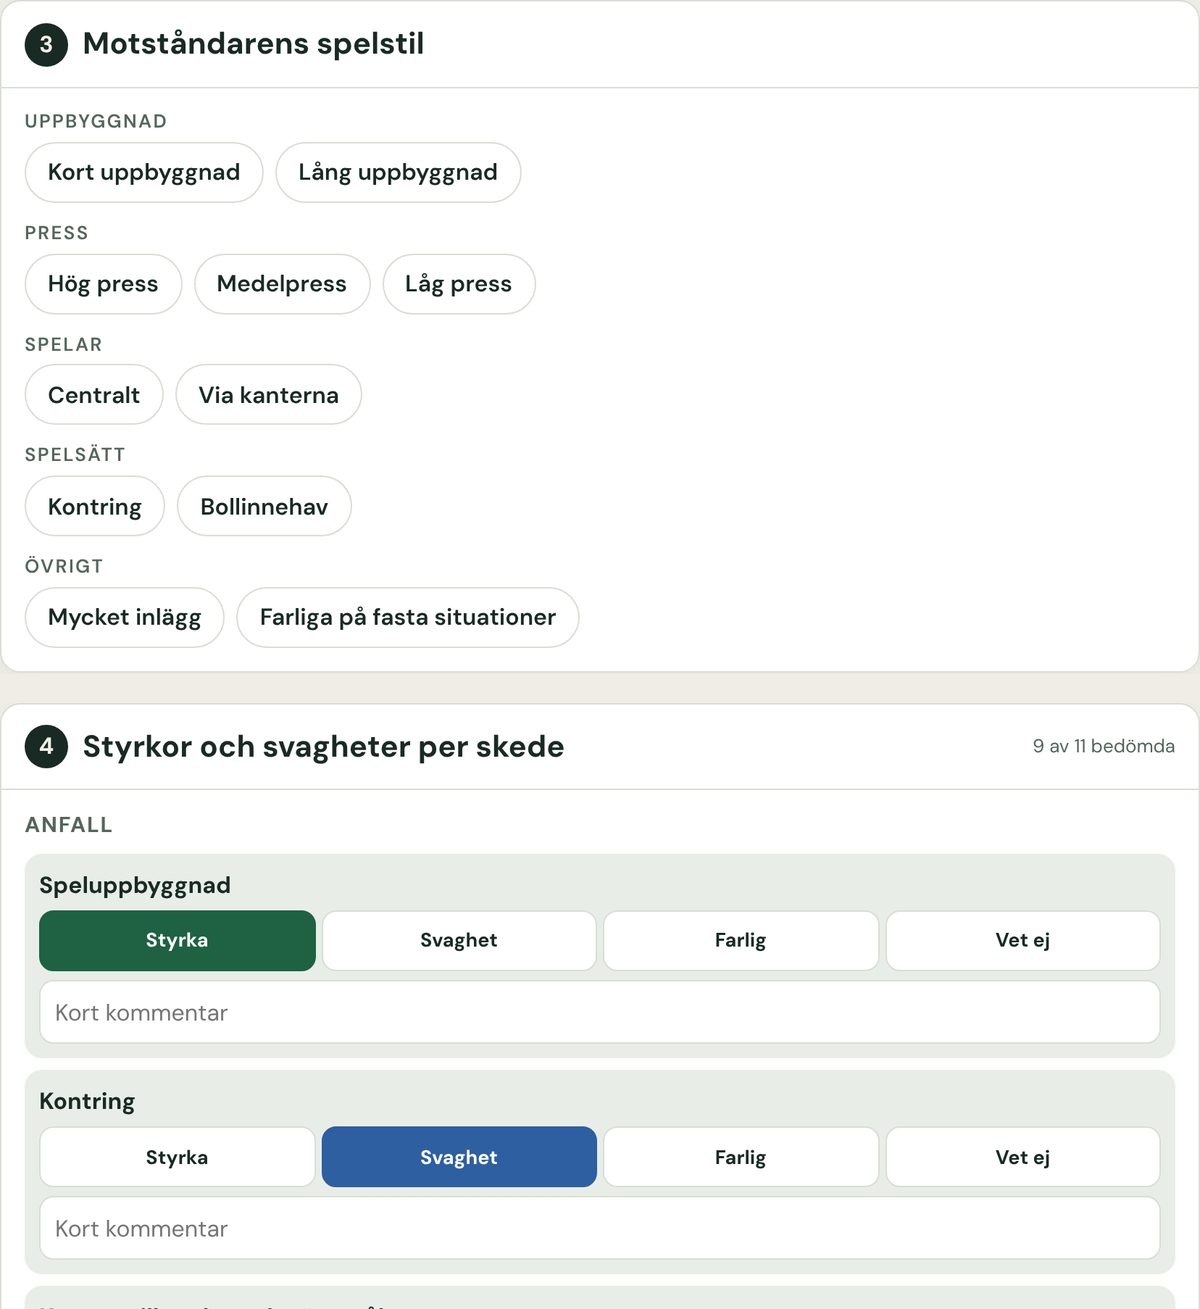 3 Motståndarens spelstil
UPPBYGGNAD
Kort uppbyggnad Lång uppbyggnad
PRESS
Hög press Medelpress Låg press
SPELAR
Centralt Via kanterna
SPELSÄTT
Kontring Bollinnehav
ÖVRIGT
Mycket inlägg Farliga på fasta situationer
4 Styrkor och svagheter per skede 9 av 11 bedömda
ANFALL
Speluppbyggnad
Styrka Svaghet Farlig Vet ej
Kort kommentar
Kontring
Styrka Svaghet Farlig Vet ej
Kort kommentar